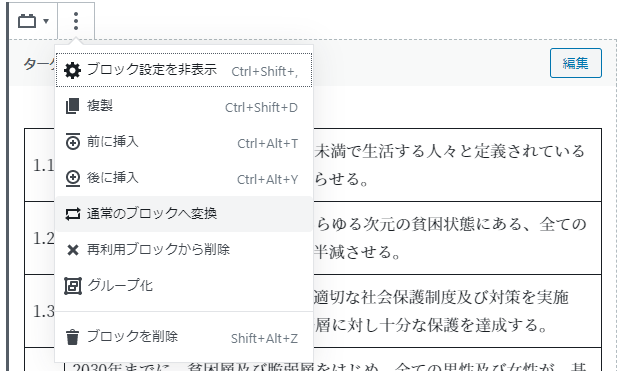 ターゲ
編集
ブロック設定を非表示 Ctrl+Shift+,
複製 Ctrl+Shift+D
前に挿入 Ctrl+Alt+T
後に挿入 Ctrl+Alt+Y
通常のブロックへ変換
再利用ブロックから削除
グループ化
ブロックを削除 Shift+Alt+Z
1.1
未満で生活する人々と定義されている
らせる。
1.2
らゆる次元の貧困状態にある、全ての
半減させる。
1.3
適切な社会保護制度及び対策を実施
層に対し十分な保護を達成する。
2030年までに、貧困層及び脆弱層をはじめ、全ての男性及び女性が、基